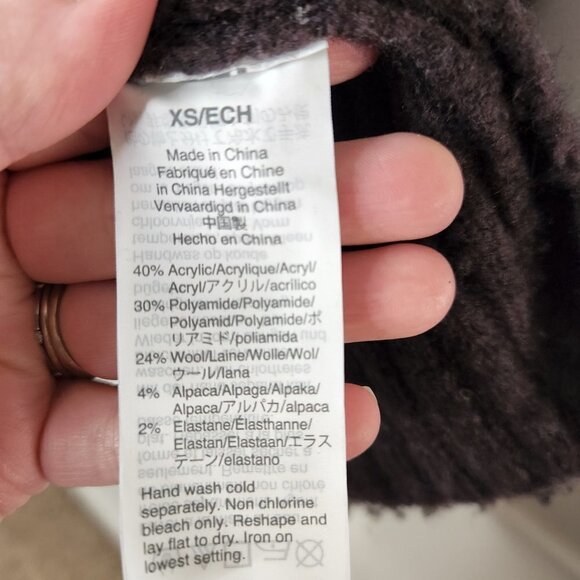 XS/ECH
Made in China
Fabriqué en Chine
in China Hergestellt
Vervaardigd in China
中国製
Hecho en China
40% Acrylic/Acrylique/Acryl/
Acryl/アクリル/acrilico
30% Polyamide/Polyamide/
Polyamid/Polyamide/ポ
リアミド/poliamida
24% Wool/Laine/Wolle/Wol/
ウール/lana
4% Alpaca/Alpaga/Alpaka/
Alpaca/アルパカ/alpaca
2% Elastane/Élasthanne/
Elastan/Elastaan/エラス
テーン/elastano
Hand wash cold
separately. Non chlorine
bleach only. Reshape and
lay flat to dry. Iron on
lowest setting.